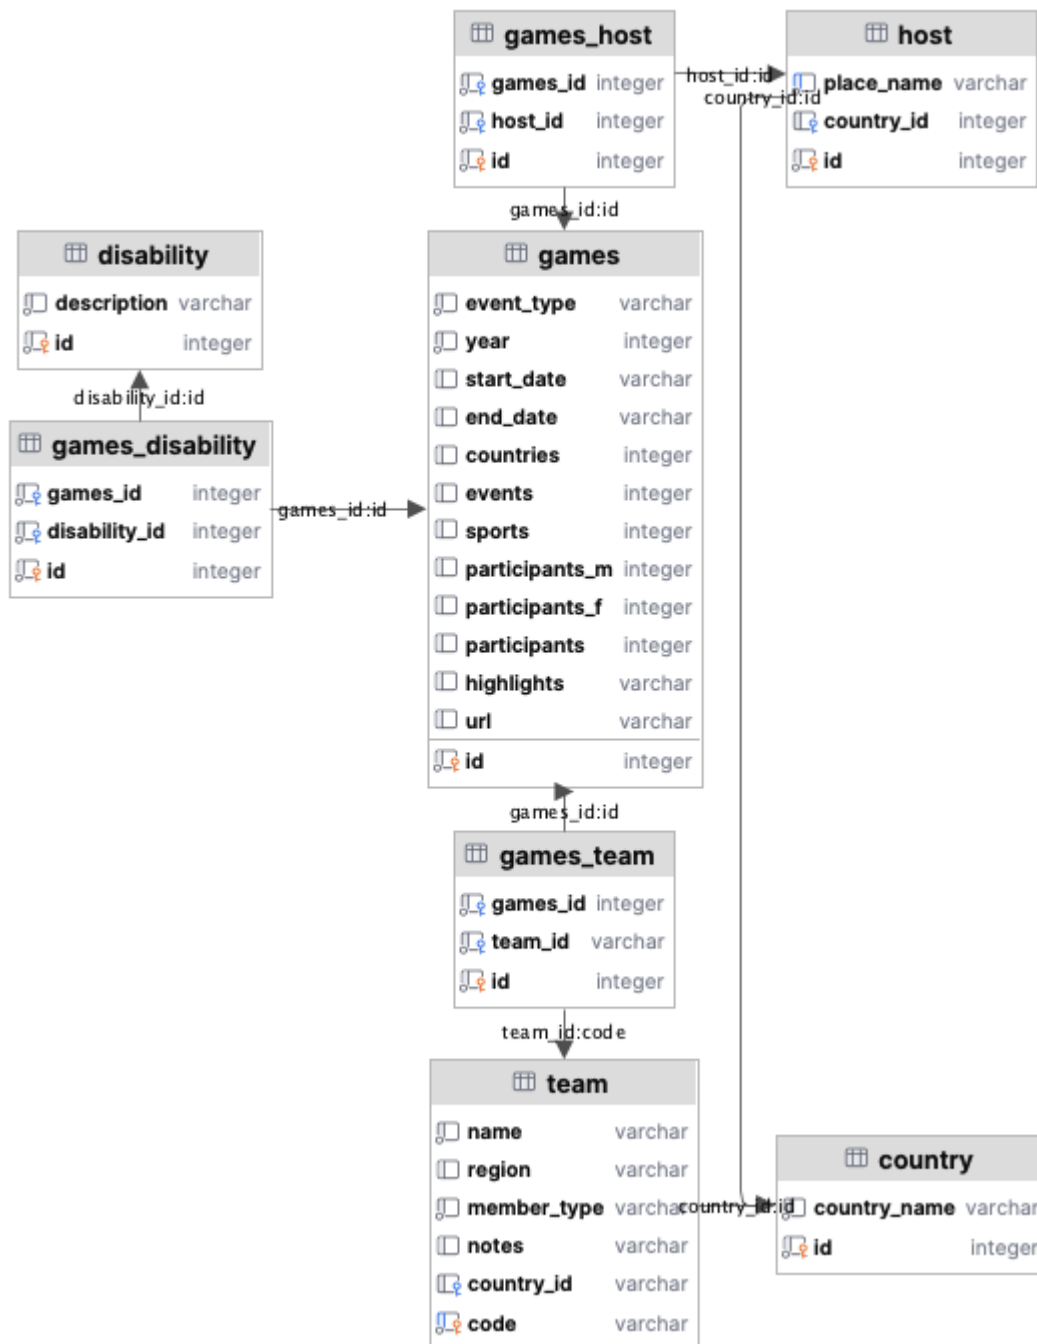 games_host
games_id integer
host_id integer
id integer
host_id:id
country_id:id
host
place_name varchar
country_id integer
id integer
games_id:id
disability
description varchar
id integer
disability_id:id
games_disability
games_id integer
disability_id integer
id integer
games_id:id
games
event_type varchar
year integer
start_date varchar
end_date varchar
countries integer
events integer
sports integer
participants_m integer
participants_f integer
participants integer
highlights varchar
url varchar
id integer
games_id:id
games_team
games_id integer
team_id varchar
id integer
team_id:code
team
name varchar
region varchar
member_type varchar
notes varchar
country_id varchar
code varchar
country_id:id
country
country_name varchar
id integer